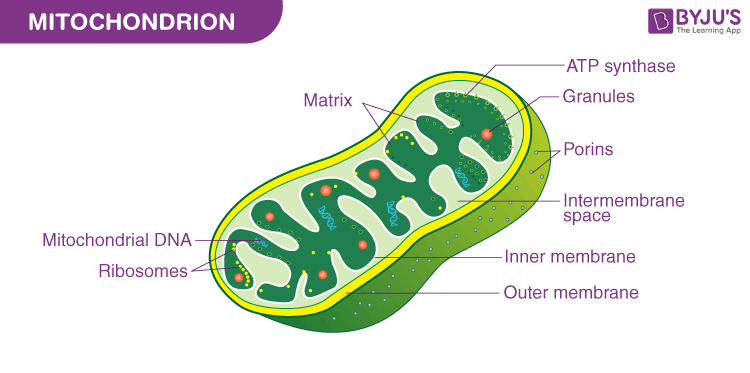 MITOCHONDRION
BYJU'S
The Learning App
ATP synthase
Matrix
Granules
Porins
Intermembrane
space
Mitochondrial DNA
Inner membrane
Ribosomes
Outer membrane